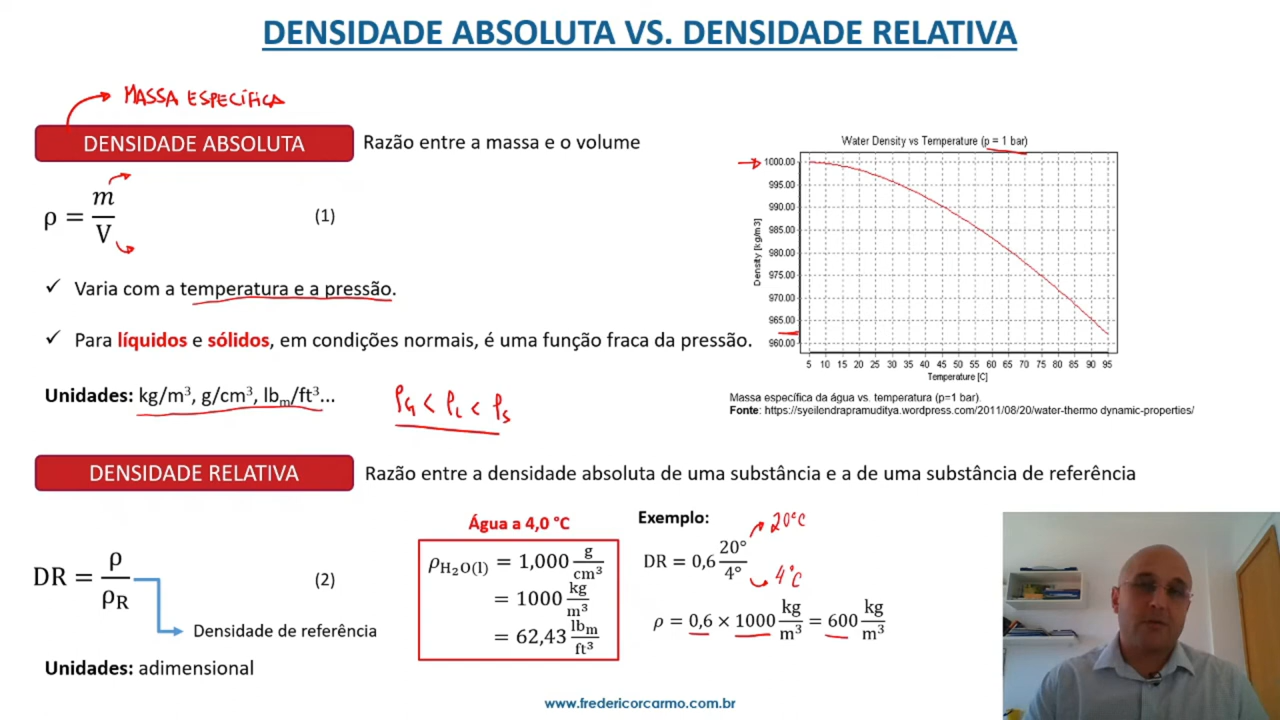 DENSIDADE ABSOLUTA VS. DENSIDADE RELATIVA
MASSA ESPECÍFICA
DENSIDADE ABSOLUTA
Razão entre a massa e o volume
ρ = m/V (1)
✓ Varia com a temperatura e a pressão.
✓ Para líquidos e sólidos, em condições normais, é uma função fraca da pressão.
Unidades: kg/m³, g/cm³, lbₘ/ft³...
ρG < ρL < ρS
Water Density vs Temperature (p = 1 bar)
Density [kg/m3]
1000.00
995.00
990.00
985.00
980.00
975.00
970.00
965.00
960.00
5 10 15 20 25 30 35 40 45 50 55 60 65 70 75 80 85 90 95
Temperature [C]
Massa específica da água vs. temperatura (p=1 bar).
Fonte: https://syeilendrapramuditya.wordpress.com/2011/08/20/water-thermo dynamic-properties/
DENSIDADE RELATIVA
Razão entre a densidade absoluta de uma substância e a de uma substância de referência
DR = ρ/ρR (2)
Densidade de referência
Unidades: adimensional
Água a 4,0 °C
ρH₂O(l) = 1,000 g/cm³
= 1000 kg/m³
= 62,43 lbₘ/ft³
Exemplo:
DR = 0,6 20°/4°
20°C
4°C
ρ = 0,6 × 1000 kg/m³ = 600 kg/m³
www.fredericorcarmo.com.br